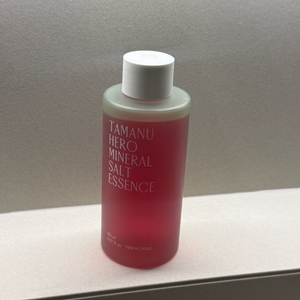 TAMANU
HERO
MINERAL
SALT
ESSENCE